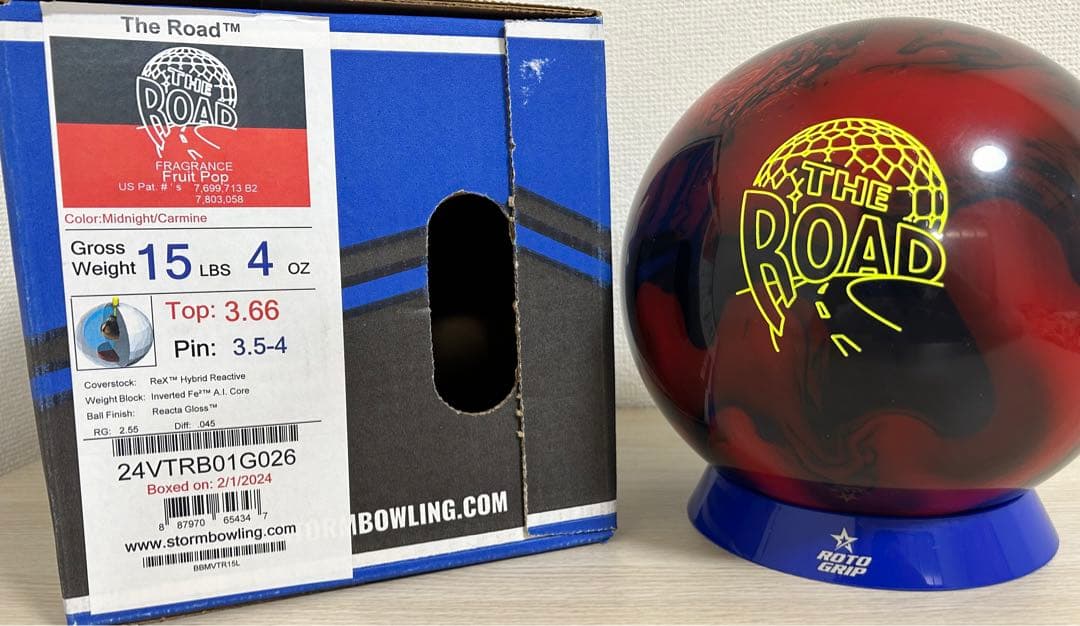 The Road™
THE
ROAD
FRAGRANCE
Fruit Pop
US Pat. #'s 7,699,713 B2
7,803,058
Color:Midnight/Carmine
Gross
Weight 15 LBS 4 OZ
Top: 3.66
Pin: 3.5-4
Coverstock: ReX™ Hybrid Reactive
Weight Block: Inverted Fe²™ A.I. Core
Ball Finish: Reacta Gloss™
RG: 2.55 Diff: .045
24VTRB01G026
Boxed on: 2/1/2024
8 87970 65434 7
www.stormbowling.com
BBMVTR15L
STORMBOWLING.COM
THE
ROAD
ROTO
GRIP